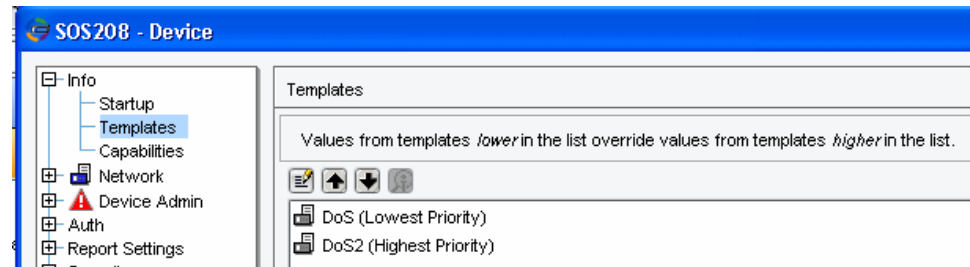 SOS208 - Device
Info
Startup
Templates
Capabilities
Network
Device Admin
Auth
Report Settings
Templates
Values from templates lower in the list override values from templates higher in the list.
DoS (Lowest Priority)
DoS2 (Highest Priority)